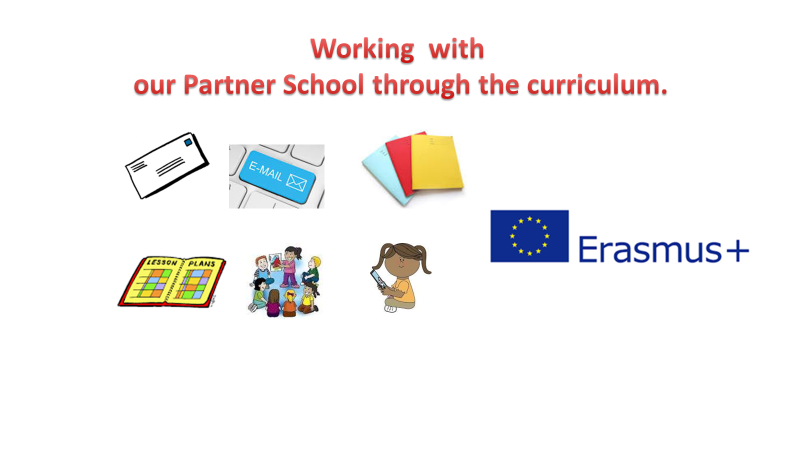 Working with
our Partner School through the curriculum.
E-MAIL
LESSON PLANS
Erasmus+